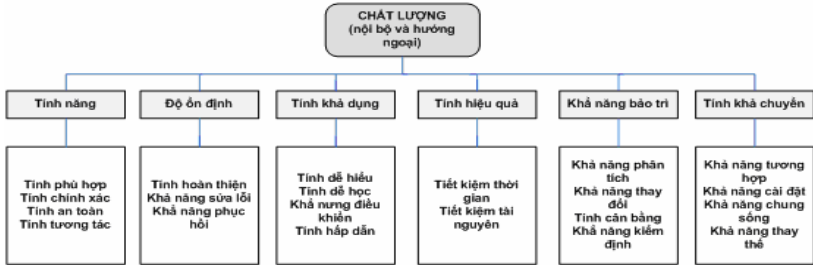 CHẤT LƯỢNG
(nội bộ và hướng
ngoại)
Tính năng
Độ ổn định
Tính khả dụng
Tính hiệu quả
Khả năng bảo trì
Tính khả chuyển
Tính phù hợp
Tính chính xác
Tính an toàn
Tính tương tác
Tính hoàn thiện
Khả năng sửa lỗi
Khả năng phục
hồi
Tính dễ hiểu
Tính dễ học
Khả nưng điều
khiển
Tính hấp dẫn
Tiết kiệm thời
gian
Tiết kiệm tài
nguyên
Khả năng phân
tích
Khả năng thay
đổi
Tính cân bằng
Khả năng kiểm
định
Khả năng tương
hợp
Khả năng cài đặt
Khả năng chung
sống
Khả năng thay
thế